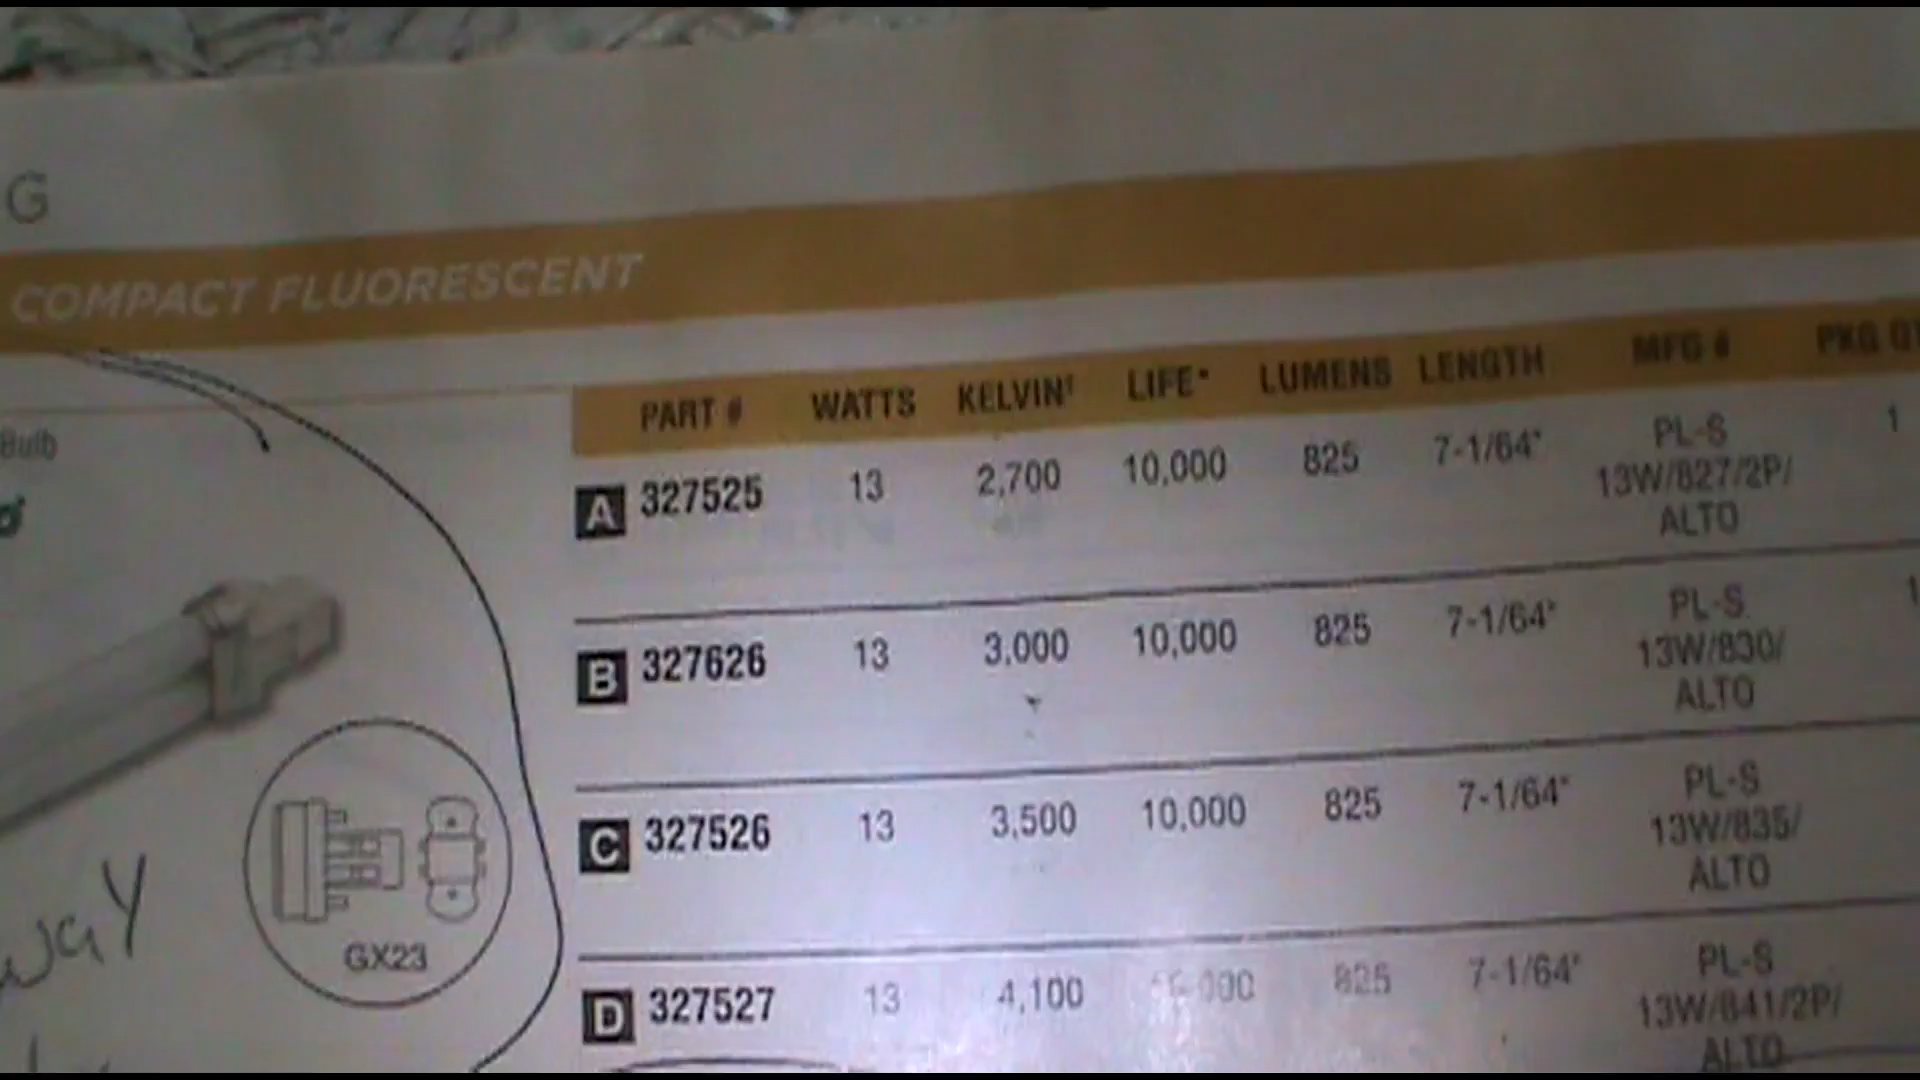 G
COMPACT FLUORESCENT
PART # WATTS KELVIN† LIFE* LUMENS LENGTH MFG # PKG
Bulb
A 327525 13 2,700 10,000 825 7-1/64" PL-S 1
13W/827/2P/
ALTO
B 327626 13 3,000 10,000 825 7-1/64" PL-S 1
13W/830/
ALTO
C 327526 13 3,500 10,000 825 7-1/64" PL-S
13W/835/
ALTO
way
GX23
D 327527 13 4,100 825 7-1/64" PL-S
13W/841/2P/
ALTO